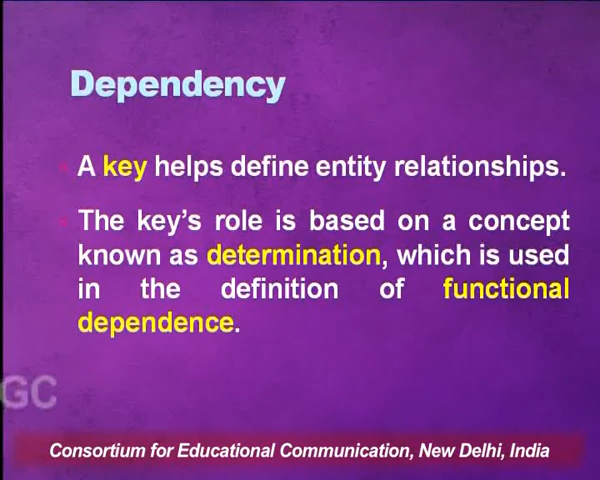 Dependency
A key helps define entity relationships.
The key's role is based on a concept
known as determination, which is used
in the definition of functional
dependence.
GC
Consortium for Educational Communication, New Delhi, India